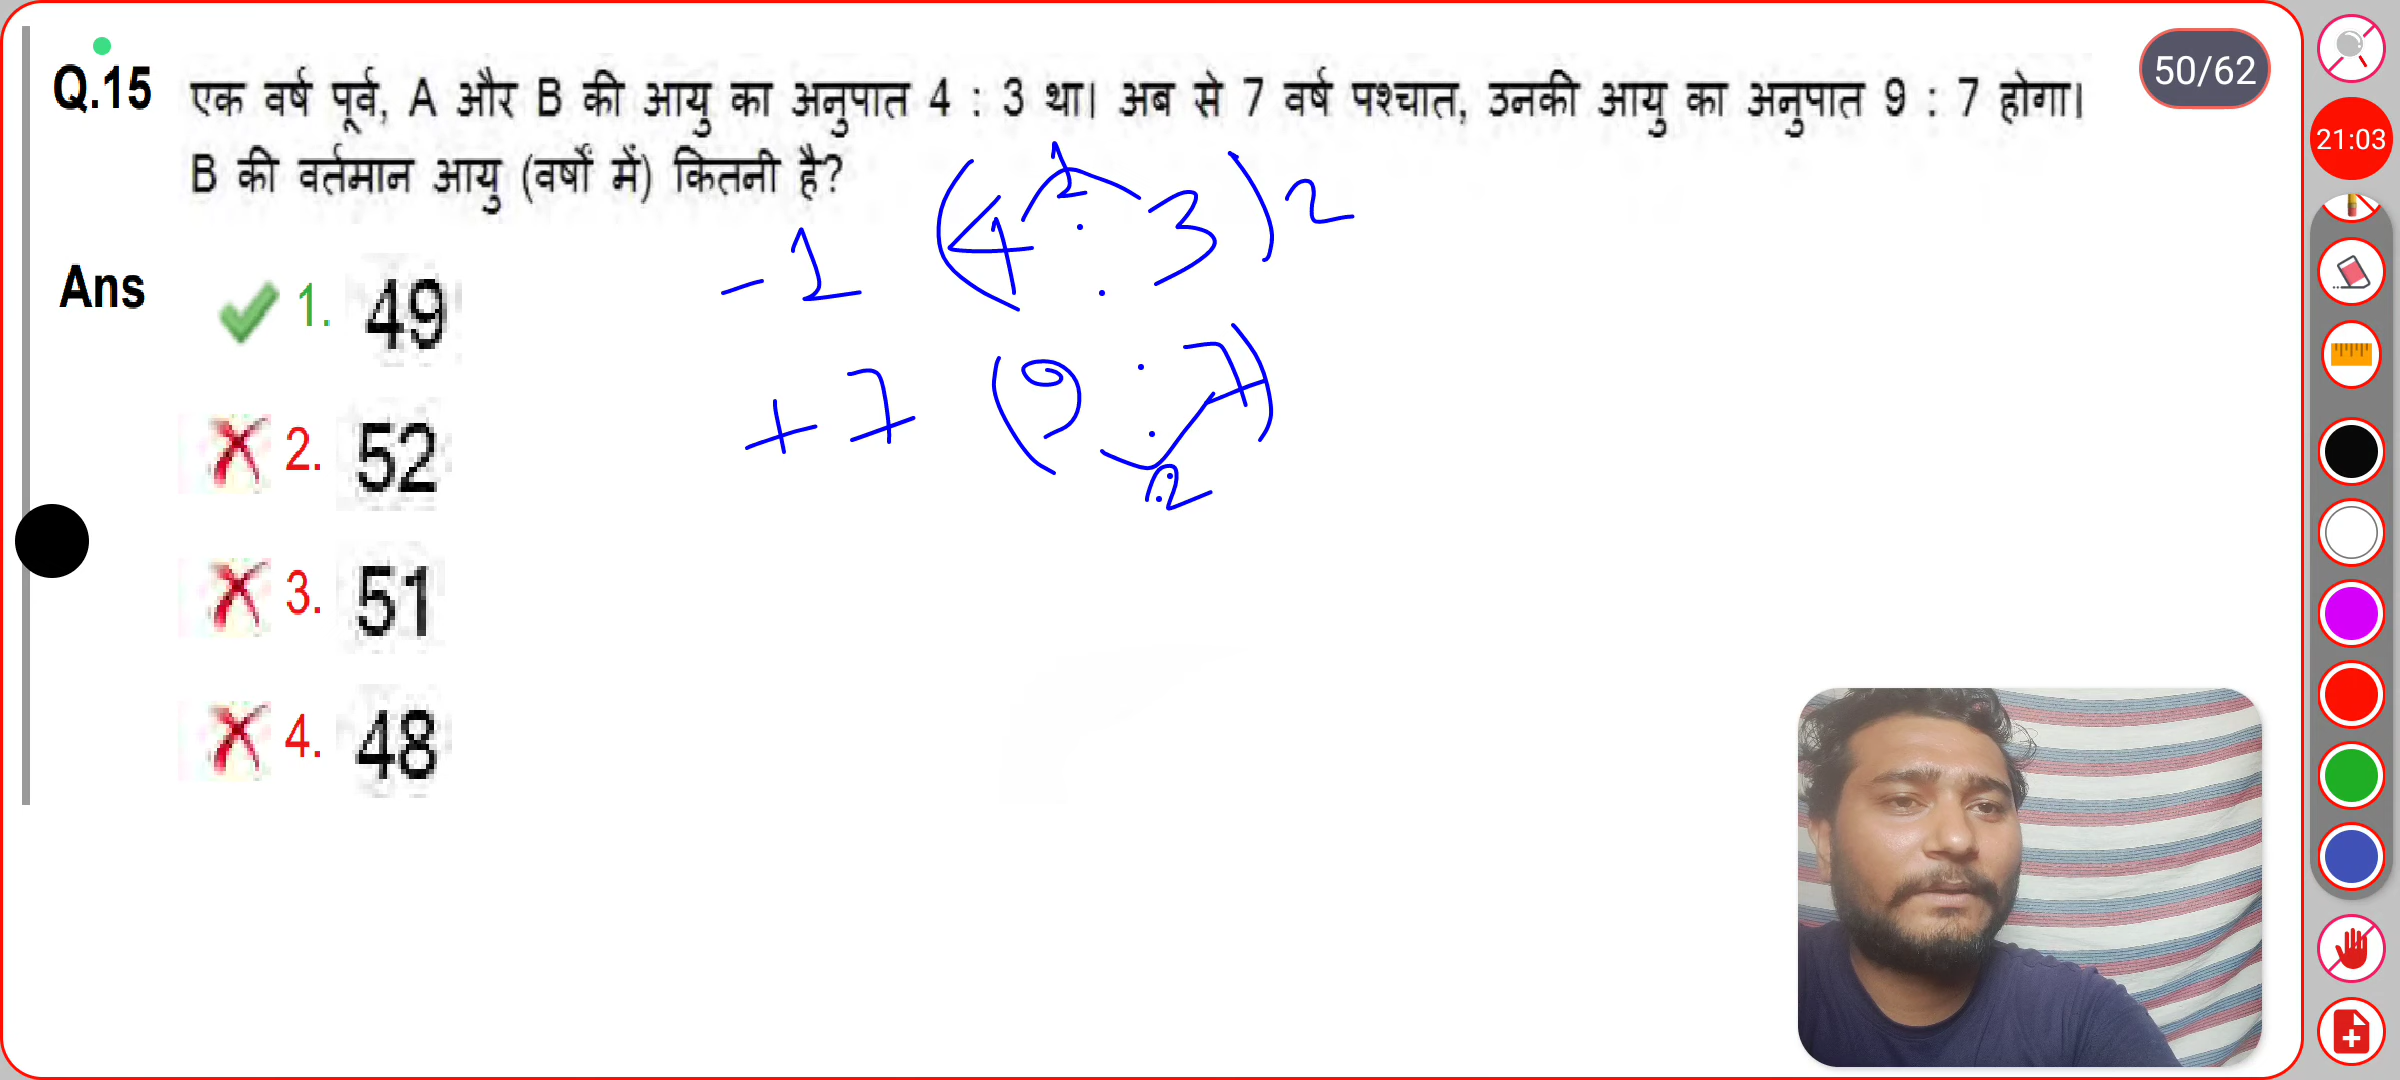 50/62
21:03
Q.15 एक वर्ष पूर्व, A और B की आयु का अनुपात 4 : 3 था। अब से 7 वर्ष पश्चात, उनकी आयु का अनुपात 9 : 7 होगा।
B की वर्तमान आयु (वर्षों में) कितनी है?
1
-1 (4 : 3) 2
+7 (9 : 7)
2
Ans 1. 49
2. 52
3. 51
4. 48